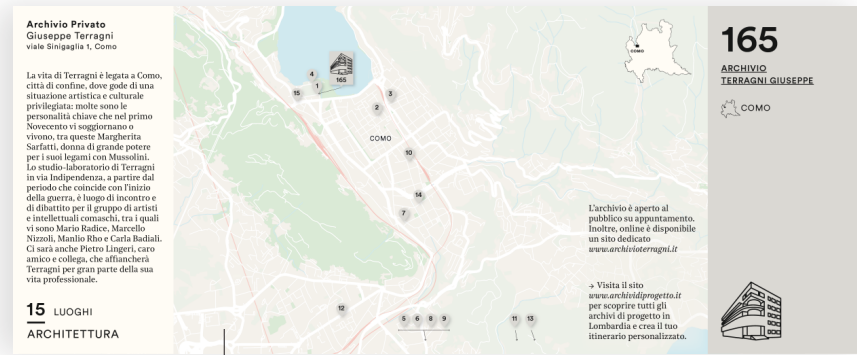 Archivio Privato
Giuseppe Terragni
viale Sinigaglia 1, Como
La vita di Terragni è legata a Como,
città di confine, dove gode di una
situazione artistica e culturale
privilegiata: molte sono le
personalità chiave che nel primo
Novecento vi soggiornano o
vivono, tra queste Margherita
Sarfatti, donna di grande potere
per i suoi legami con Mussolini.
Lo studio-laboratorio di Terragni
in via Indipendenza, a partire dal
periodo che coincide con l'inizio
della guerra, è luogo di incontro e
di dibattito per il gruppo di artisti
e intellettuali comaschi, tra i quali
vi sono Mario Radice, Marcello
Nizzoli, Manlio Rho e Carla Badiali.
Ci sarà anche Pietro Lingeri, caro
amico e collega, che affiancherà
Terragni per gran parte della sua
vita professionale.
15 LUOGHI
ARCHITETTURA
4
1
165
15
3
2
COMO
10
14
7
12
5 6 8 9
11 13
COMO
L'archivio è aperto al
pubblico su appuntamento.
Inoltre, online è disponibile
un sito dedicato
www.archivioterragni.it
→ Visita il sito
www.archividiprogetto.it
per scoprire tutti gli
archivi di progetto in
Lombardia e crea il tuo
itinerario personalizzato.
165
ARCHIVIO
TERRAGNI GIUSEPPE
COMO